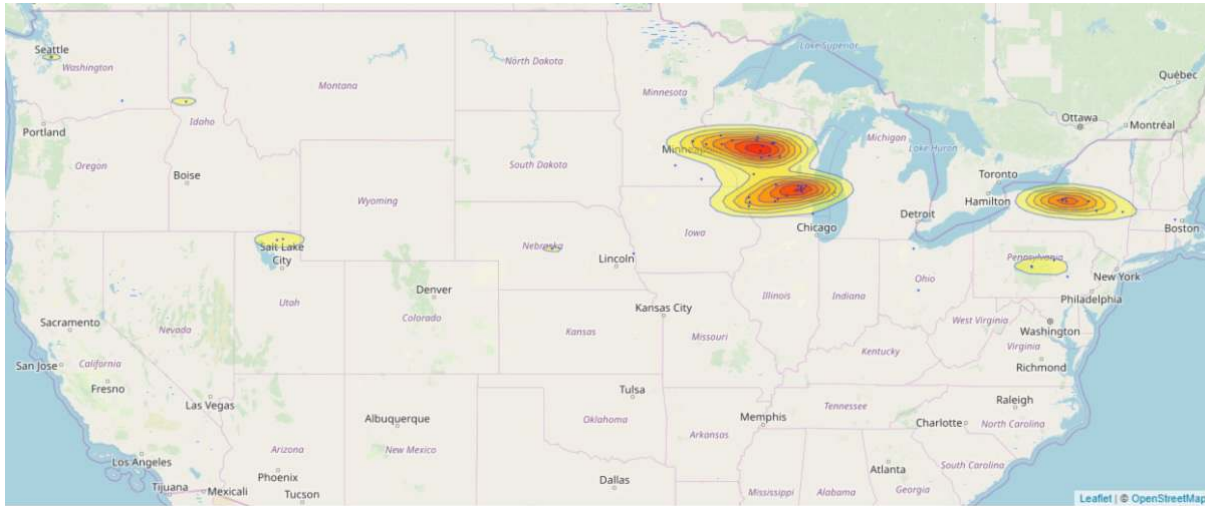 Seattle
Washington
Portland
Oregon
Idaho
Boise
Montana
North Dakota
South Dakota
Wyoming
Minnesota
Lake Superior
Québec
Ottawa
Montréal
Michigan
Lake Huron
Toronto
Hamilton
Detroit
Boston
Chicago
Iowa
Nebraska
Lincoln
Salt Lake
City
Utah
Nevada
Denver
Colorado
Sacramento
San Jose
California
Fresno
Las Vegas
Los Angeles
Tijuana
Mexicali
Arizona
Phoenix
Tucson
Albuquerque
New Mexico
Kansas
Kansas City
Missouri
Illinois
Indiana
Ohio
Pennsylvania
New York
Philadelphia
West Virginia
Washington
Virginia
Richmond
Kentucky
Tulsa
Oklahoma
Arkansas
Memphis
Tennessee
Raleigh
Charlotte
North Carolina
South Carolina
Atlanta
Georgia
Alabama
Mississippi
Dallas
Leaflet | © OpenStreetMap